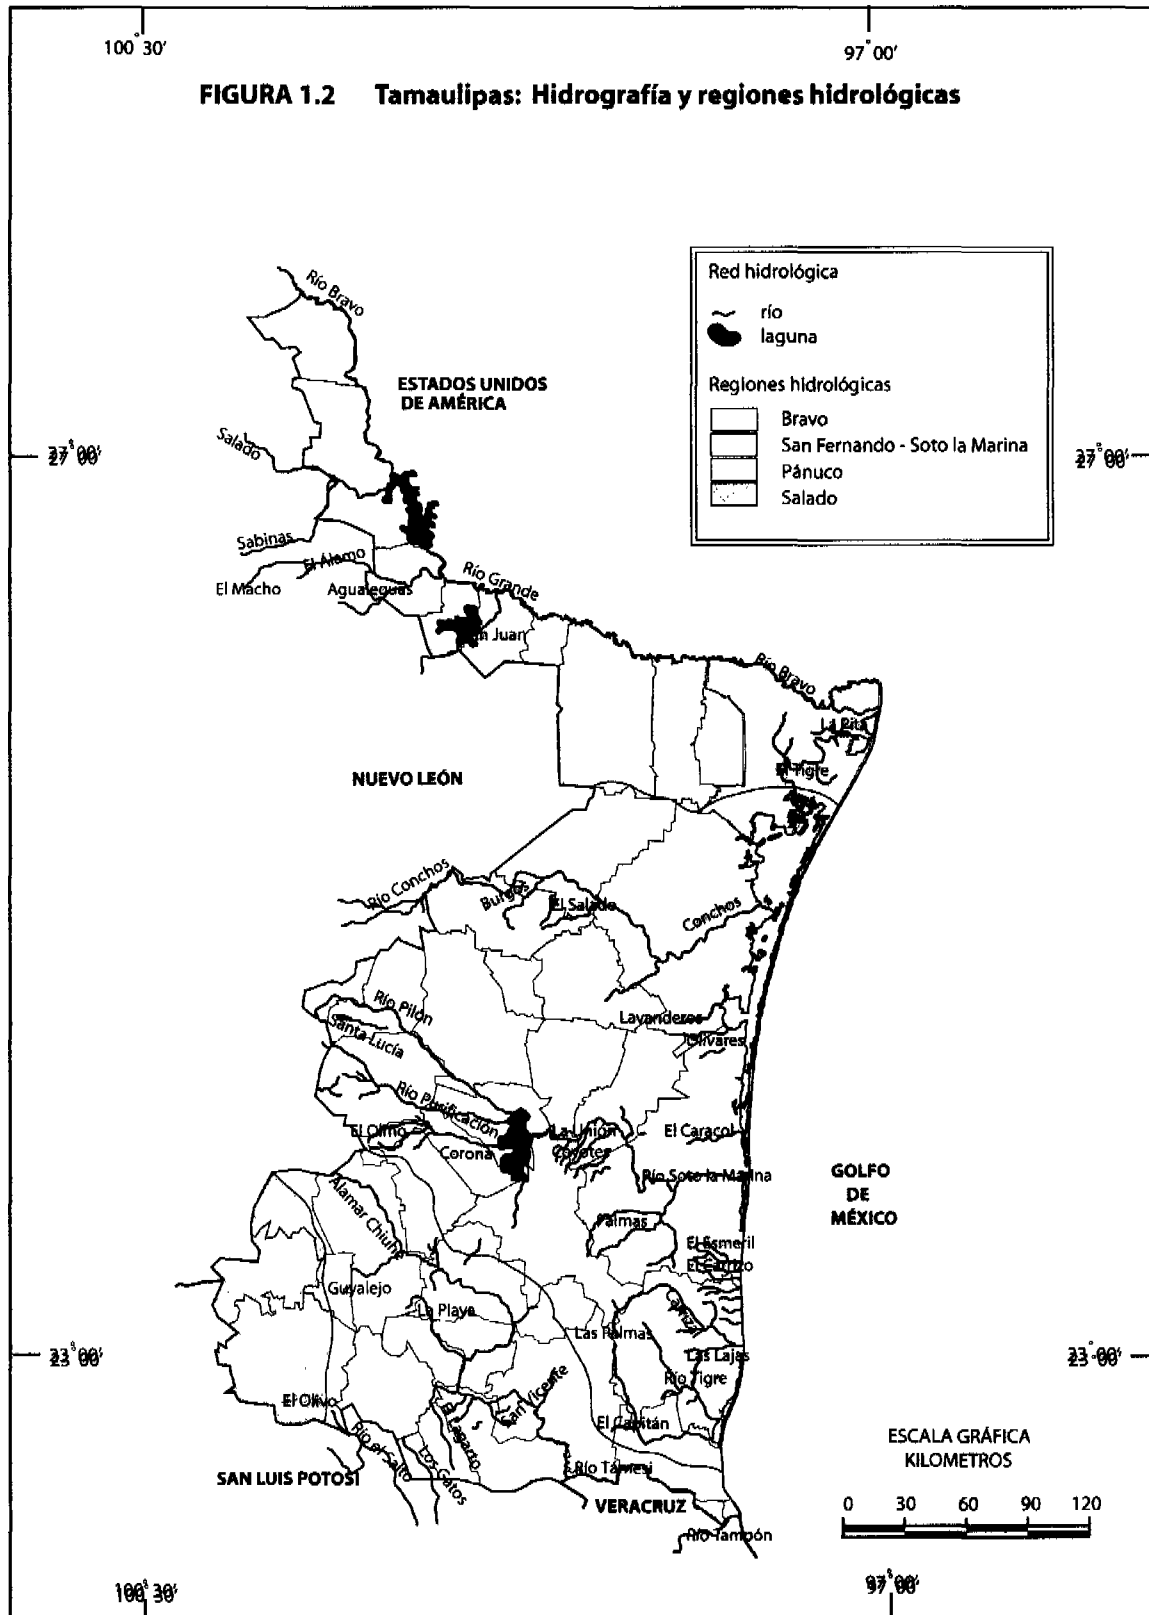 100°30′
97°00′
FIGURA 1.2 Tamaulipas: Hidrografía y regiones hidrológicas
Red hidrológica
río
laguna
Regiones hidrológicas
Bravo
San Fernando - Soto la Marina
Pánuco
Salado
Río Bravo
ESTADOS UNIDOS
DE AMÉRICA
Salado
27°00′
27°00′
Sabinas
El Álamo
El Macho
Agualeguas
Río Grande
Juan
Río Bravo
La Pita
El Tigre
NUEVO LEÓN
Río Conchos
Burgos
El Salado
Conchos
Río Pilón
Santa Lucía
Lavanderos
Olivares
Río Purificación
El Olmo
Corona
La Unión
Coyotes
El Caracol
Río Soto la Marina
GOLFO
DE
MÉXICO
Alamar Chiuhe
Palmas
El Esmeril
El Carrizo
Guyalejo
La Playa
Carrizal
Las Palmas
Las Lajas
23°00′
23°00′
Río Tigre
El Olivo
San Vicente
El Lagarto
El Capitán
Río el Salto
Los Gatos
SAN LUIS POTOSI
Río Támesi
VERACRUZ
Río Tampón
ESCALA GRÁFICA
KILOMETROS
0 30 60 90 120
100°30′
97°00′